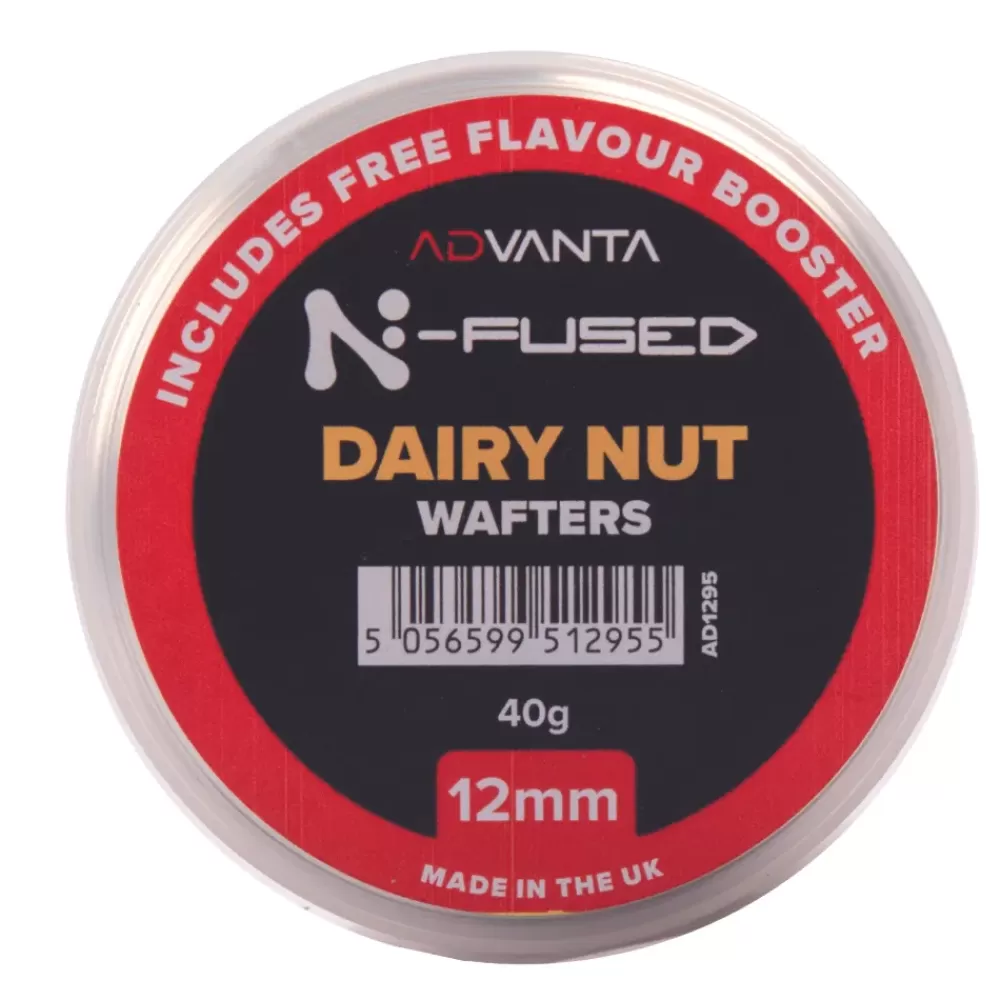 INCLUDES FREE FLAVOUR BOOSTER
ADVANTA
N-FUSED
DAIRY NUT
WAFTERS
5 056599 512955
AD1295
40g
12mm
MADE IN THE UK